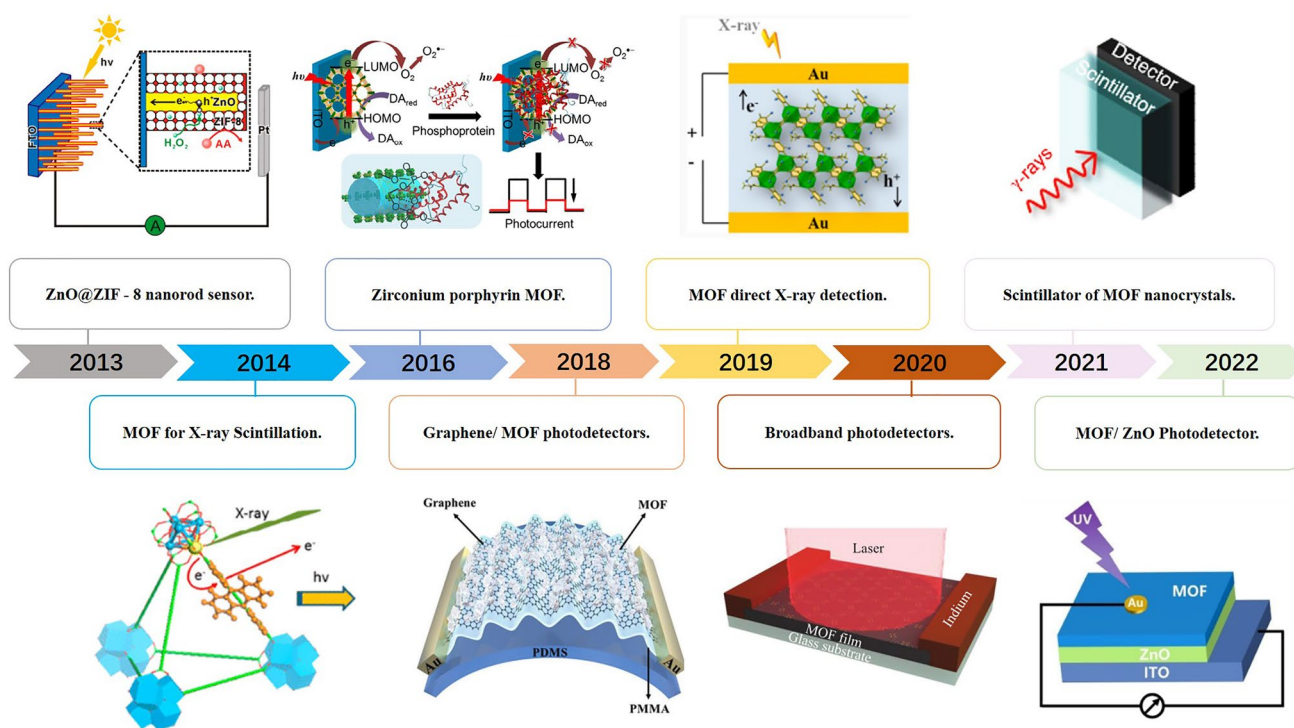 hν
FTO
e-
h+
ZnO
ZIF-8
H2O2
AA
Pt
A
hν
ITO
e-
LUMO
O2
O2•−
DAred
HOMO
h+
DAox
e-
Phosphoprotein
hν
ITO
e-
LUMO
O2
O2•−
DAred
HOMO
h+
DAox
e-
Photocurrent
X-ray
Au
e-
+
-
h+
Au
Detector
Scintillator
γ-rays
ZnO@ZIF - 8 nanorod sensor.
Zirconium porphyrin MOF.
MOF direct X-ray detection.
Scintillator of MOF nanocrystals.
2013
2014
2016
2018
2019
2020
2021
2022
MOF for X-ray Scintillation.
Graphene/ MOF photodetectors.
Broadband photodetectors.
MOF/ ZnO Photodetector.
X-ray
e-
e-
hν
Graphene
MOF
Au
PDMS
Au
PMMA
Laser
Indium
MOF film
Glass substrate
UV
Au
MOF
ZnO
ITO